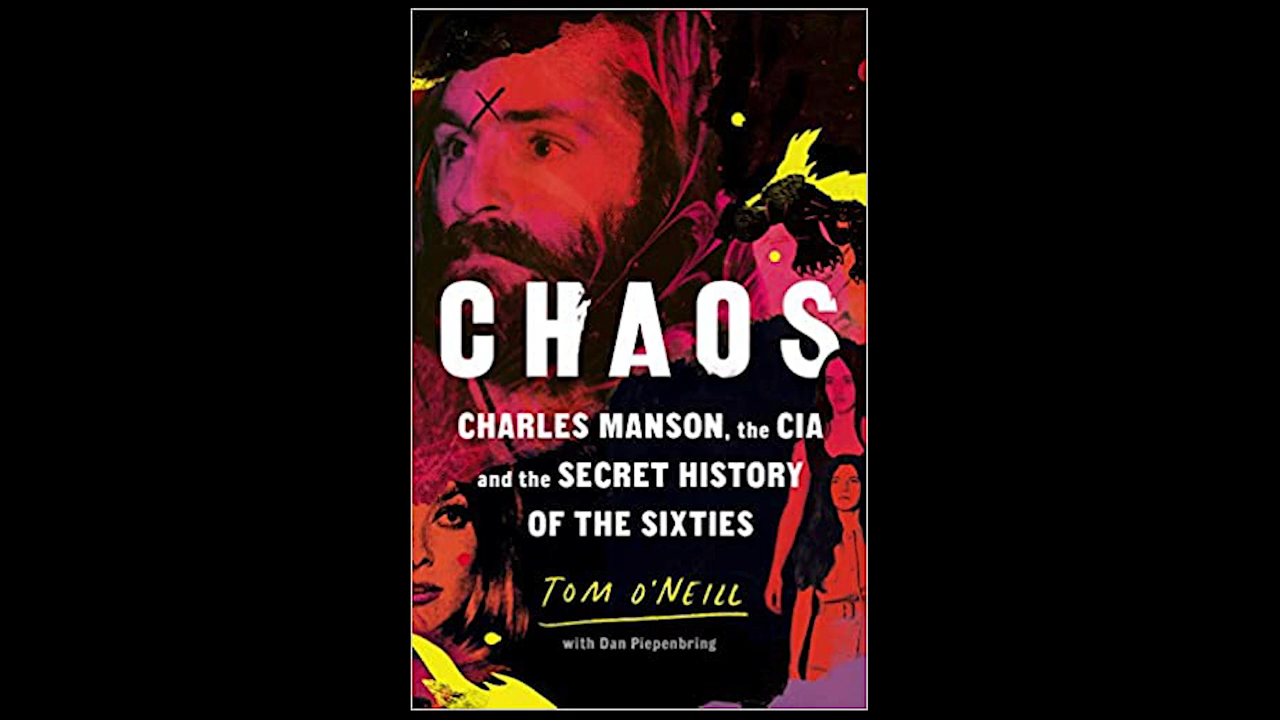 CHAOS
CHARLES MANSON, the CIA
and the SECRET HISTORY
OF THE SIXTIES
TOM O'NEILL
with Dan Piepenbring